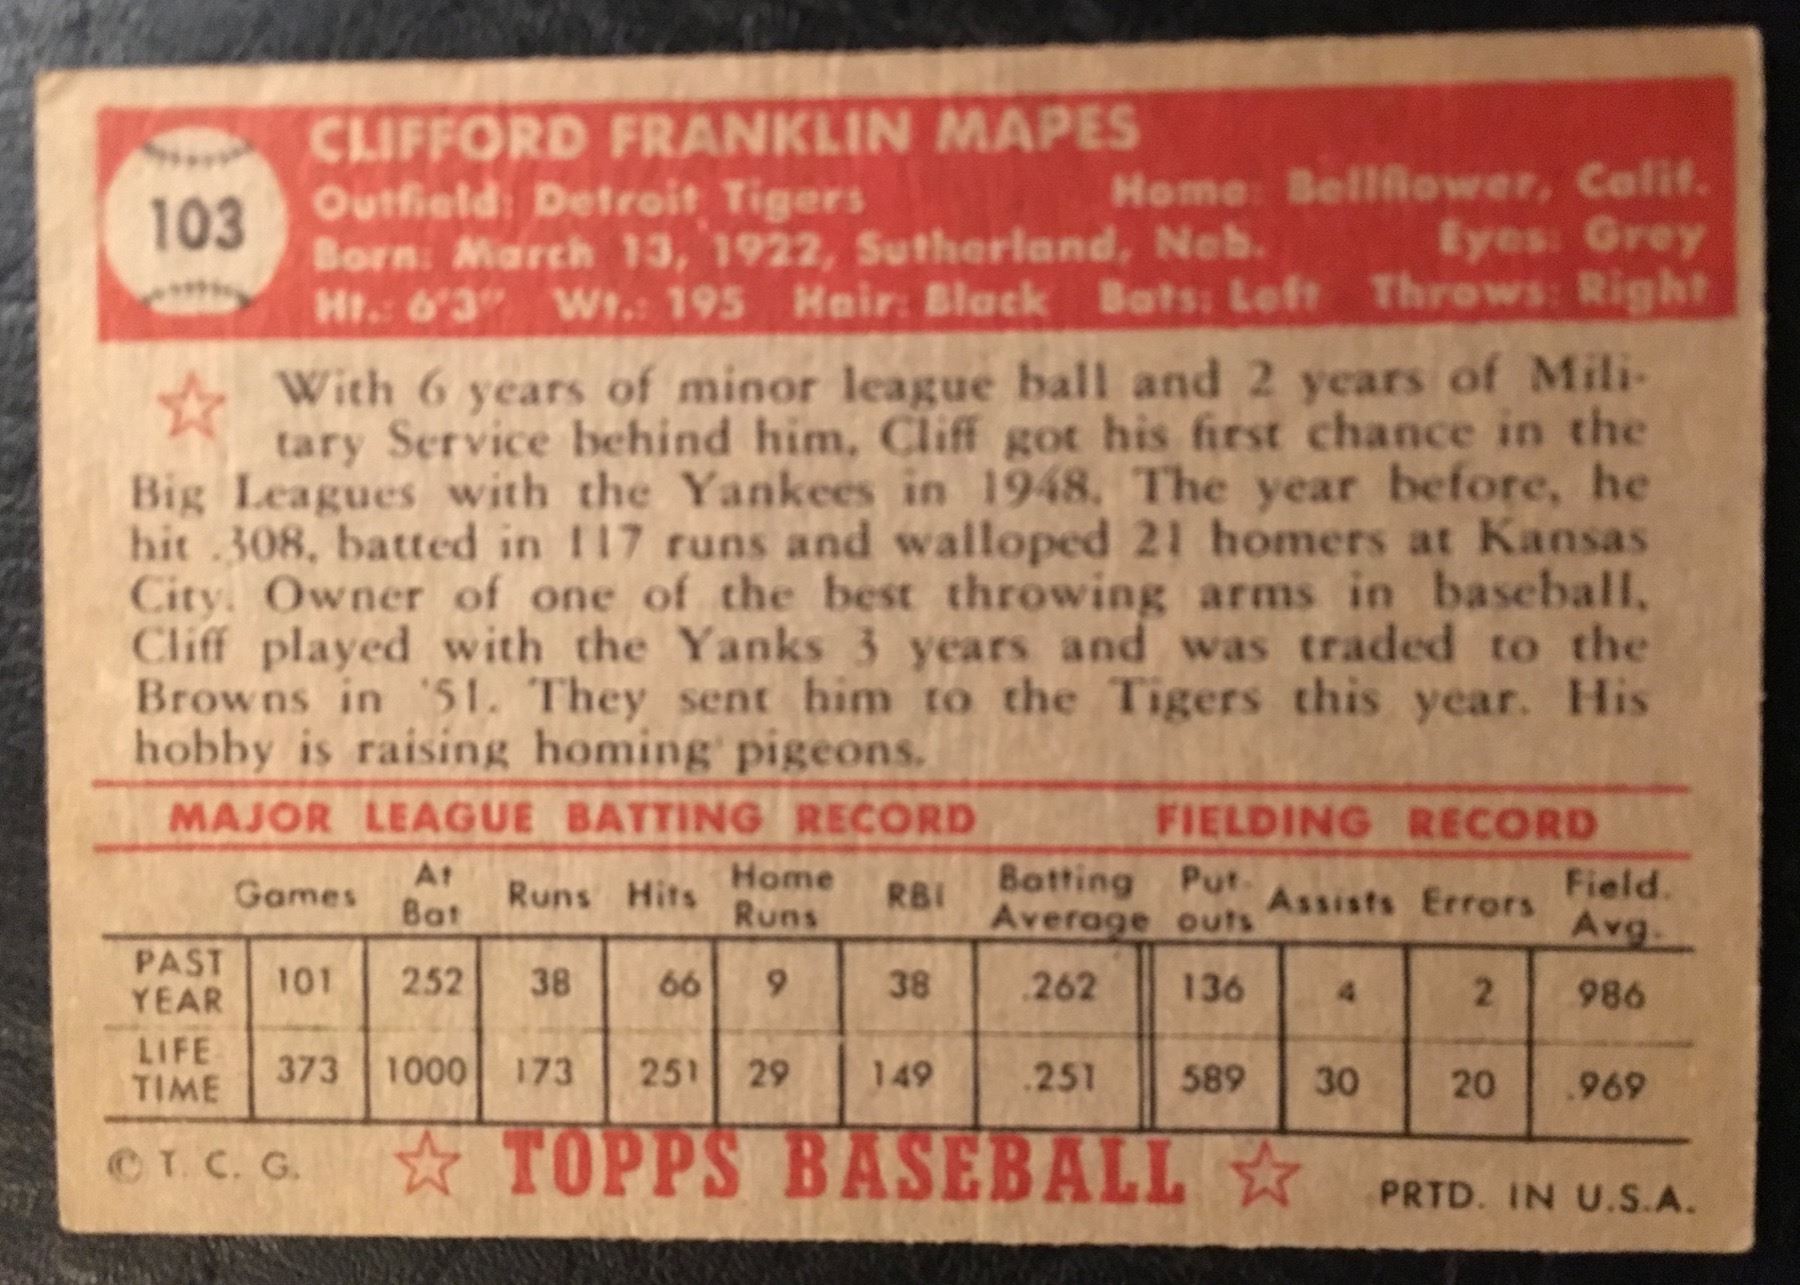 103
CLIFFORD FRANKLIN MAPES
Outfield: Detroit Tigers Home: Bellflower, Calif.
Born: March 13, 1922, Sutherland, Neb. Eyes: Grey
Ht.: 6'3" Wt.: 195 Hair: Black Bats: Left Throws: Right
With 6 years of minor league ball and 2 years of Mili-
tary Service behind him, Cliff got his first chance in the
Big Leagues with the Yankees in 1948. The year before, he
hit .308, batted in 117 runs and walloped 21 homers at Kansas
City. Owner of one of the best throwing arms in baseball,
Cliff played with the Yanks 3 years and was traded to the
Browns in '51. They sent him to the Tigers this year. His
hobby is raising homing pigeons.
MAJOR LEAGUE BATTING RECORD FIELDING RECORD
Games At Bat Runs Hits Home Runs RBI Batting Average Put-outs Assists Errors Field. Avg.
PAST YEAR 101 252 38 66 9 38 .262 136 4 2 .986
LIFE TIME 373 1000 173 251 29 149 .251 589 30 20 .969
© T. C. G. TOPPS BASEBALL PRTD. IN U.S.A.